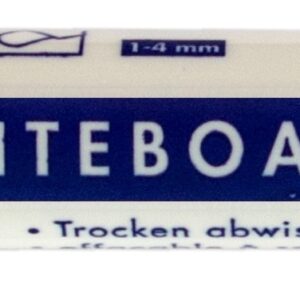 1-4 mm
ITEBOA
• Trocken abwis